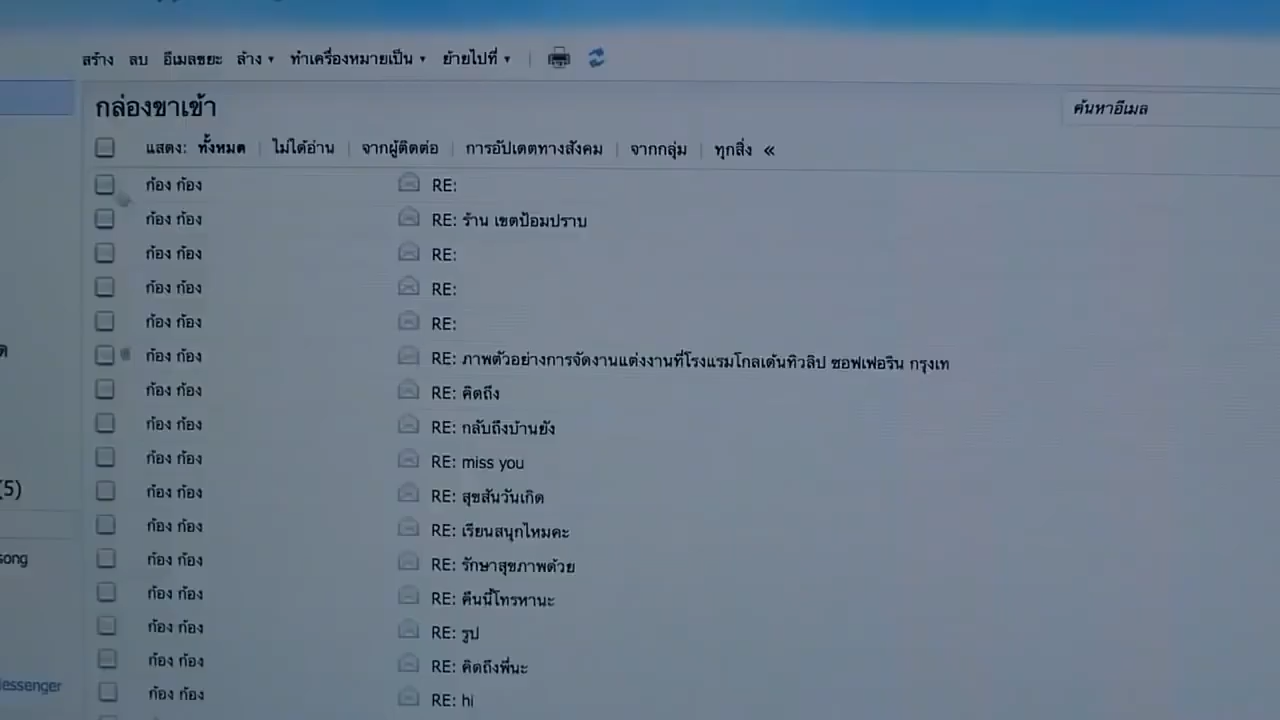 สร้าง ลบ อีเมลขยะ ล้าง ทำเครื่องหมายเป็น ย้ายไปที่
กล่องขาเข้า ค้นหาอีเมล
แสดง: ทั้งหมด ไม่ได้อ่าน จากผู้ติดต่อ การอัปเดตทางสังคม จากกลุ่ม ทุกสิ่ง «
ก้อง ก้อง RE:
ก้อง ก้อง RE: ร้าน เขตป้อมปราบ
ก้อง ก้อง RE:
ก้อง ก้อง RE:
ก้อง ก้อง RE:
ก้อง ก้อง RE: ภาพตัวอย่างการจัดงานแต่งงานที่โรงแรมโกลเด้นทิวลิป ซอฟเฟอริน กรุงเท
ก้อง ก้อง RE: คิดถึง
ก้อง ก้อง RE: กลับถึงบ้านยัง
ก้อง ก้อง RE: miss you
(5) ก้อง ก้อง RE: สุขสันวันเกิด
ก้อง ก้อง RE: เรียนสนุกไหมคะ
song ก้อง ก้อง RE: รักษาสุขภาพด้วย
ก้อง ก้อง RE: คืนนี้โทรหานะ
ก้อง ก้อง RE: รูป
ก้อง ก้อง RE: คิดถึงพี่นะ
essenger ก้อง ก้อง RE: hi